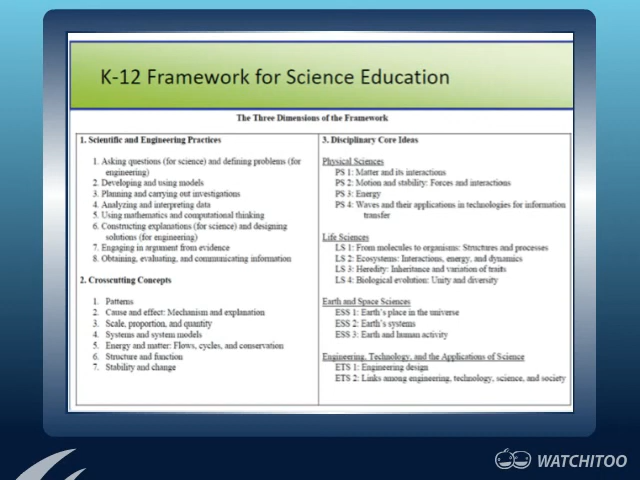 K-12 Framework for Science Education
The Three Dimensions of the Framework
1. Scientific and Engineering Practices
1. Asking questions (for science) and defining problems (for
engineering)
2. Developing and using models
3. Planning and carrying out investigations
4. Analyzing and interpreting data
5. Using mathematics and computational thinking
6. Constructing explanations (for science) and designing
solutions (for engineering)
7. Engaging in argument from evidence
8. Obtaining, evaluating, and communicating information
2. Crosscutting Concepts
1. Patterns
2. Cause and effect: Mechanism and explanation
3. Scale, proportion, and quantity
4. Systems and system models
5. Energy and matter: Flows, cycles, and conservation
6. Structure and function
7. Stability and change
3. Disciplinary Core Ideas
Physical Sciences
PS 1: Matter and its interactions
PS 2: Motion and stability: Forces and interactions
PS 3: Energy
PS 4: Waves and their applications in technologies for information
transfer
Life Sciences
LS 1: From molecules to organisms: Structures and processes
LS 2: Ecosystems: Interactions, energy, and dynamics
LS 3: Heredity: Inheritance and variation of traits
LS 4: Biological evolution: Unity and diversity
Earth and Space Sciences
ESS 1: Earth's place in the universe
ESS 2: Earth's systems
ESS 3: Earth and human activity
Engineering, Technology, and the Applications of Science
ETS 1: Engineering design
ETS 2: Links among engineering, technology, science, and society
WATCHITOO